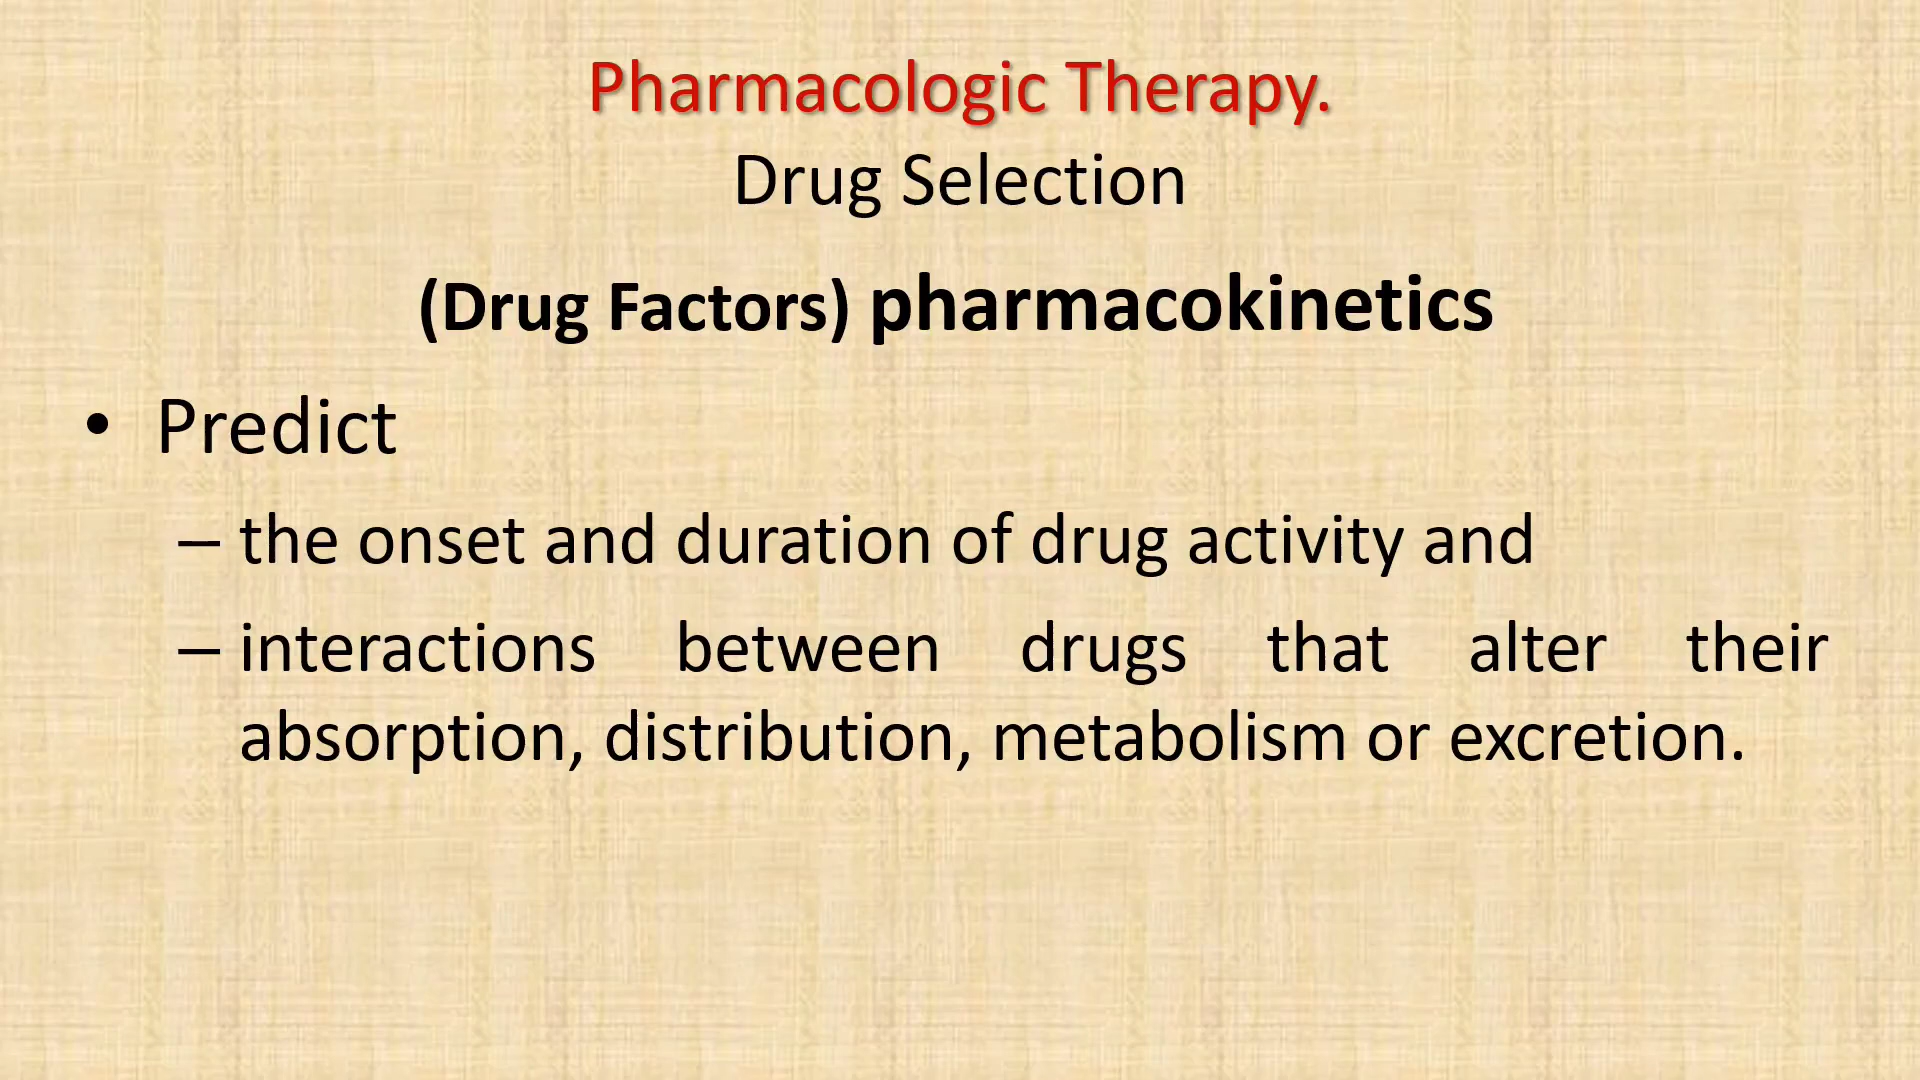 Pharmacologic Therapy.
Drug Selection
(Drug Factors) pharmacokinetics
• Predict
– the onset and duration of drug activity and
– interactions between drugs that alter their
absorption, distribution, metabolism or excretion.